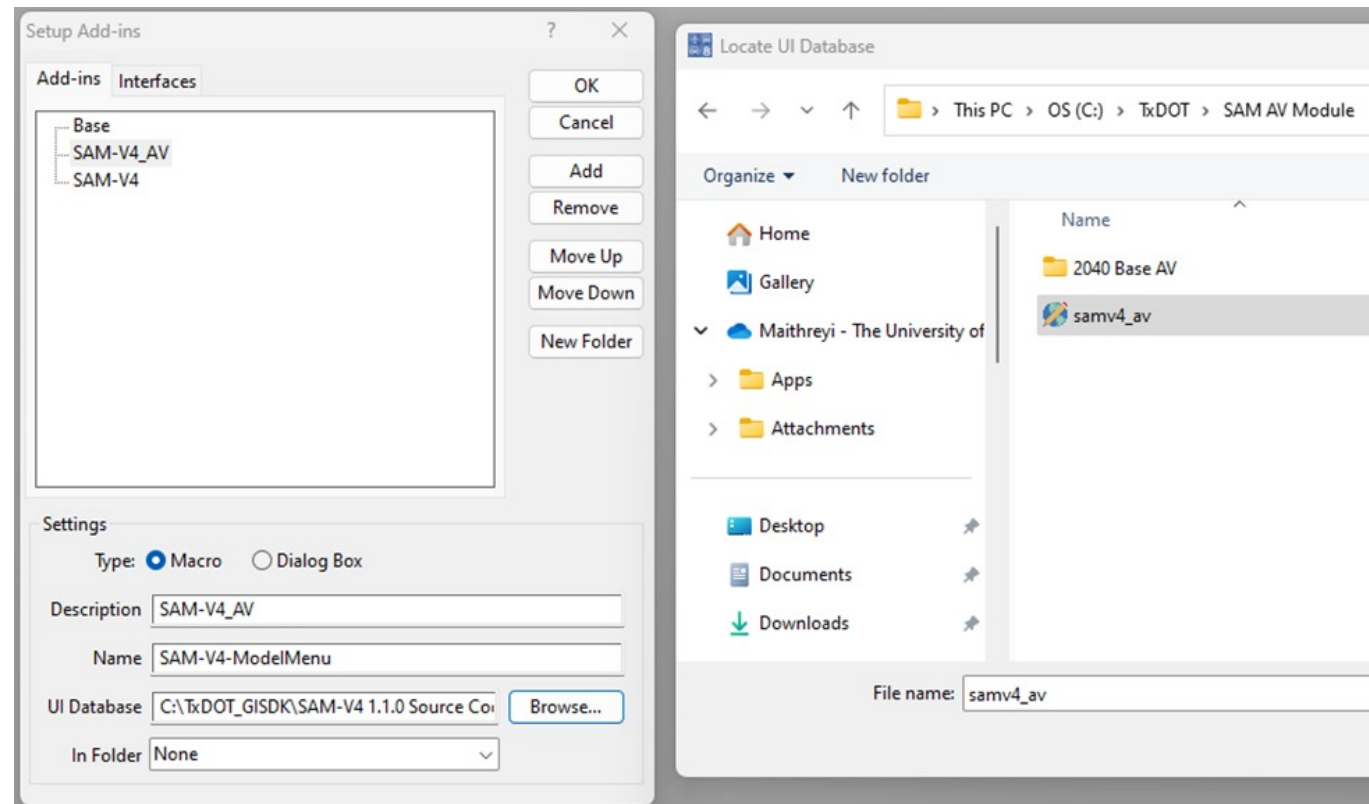 Setup Add-ins ? ×
Add-ins Interfaces
Base
SAM-V4_AV
SAM-V4
OK
Cancel
Add
Remove
Move Up
Move Down
New Folder
Settings
Type: Macro Dialog Box
Description SAM-V4_AV
Name SAM-V4-ModelMenu
UI Database C:\TxDOT_GISDK\SAM-V4 1.1.0 Source Co Browse...
In Folder None
8 Locate UI Database
This PC > OS (C:) > TxDOT > SAM AV Module
Organize New folder
Home
Gallery
Maithreyi - The University of
Apps
Attachments
Desktop
Documents
Downloads
Name
2040 Base AV
samv4_av
File name: samv4_av